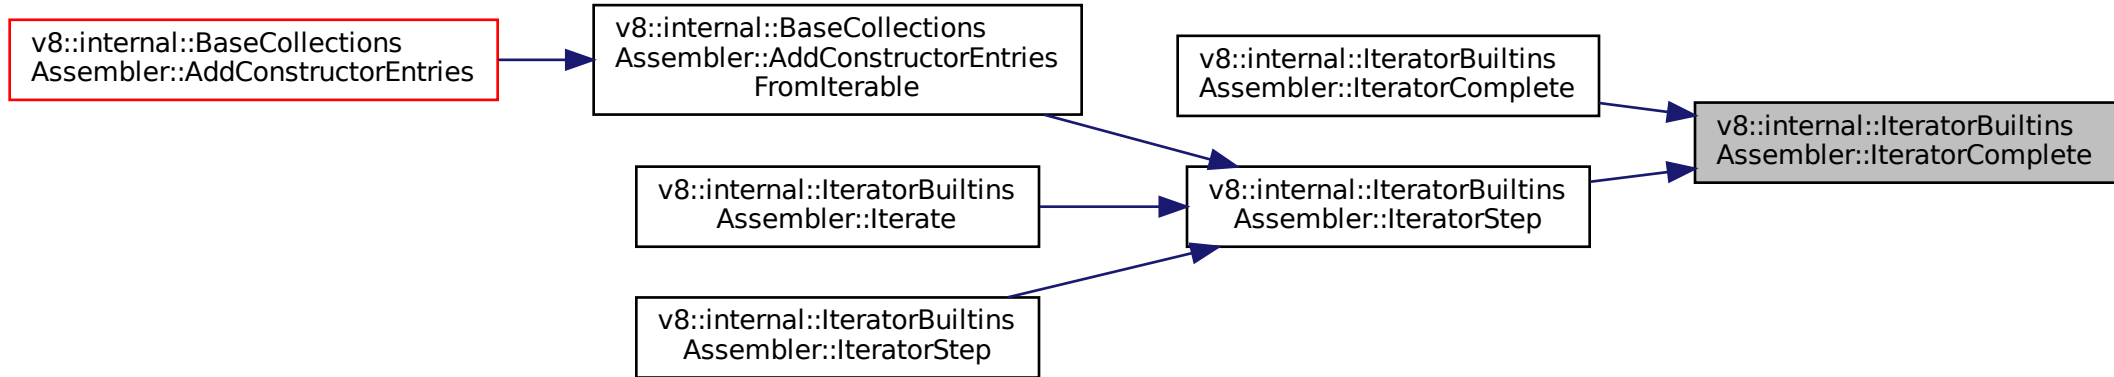 v8::internal::BaseCollections
Assembler::AddConstructorEntries
v8::internal::BaseCollections
Assembler::AddConstructorEntries
FromIterable
v8::internal::IteratorBuiltins
Assembler::Iterate
v8::internal::IteratorBuiltins
Assembler::IteratorStep
v8::internal::IteratorBuiltins
Assembler::IteratorComplete
v8::internal::IteratorBuiltins
Assembler::IteratorStep
v8::internal::IteratorBuiltins
Assembler::IteratorComplete